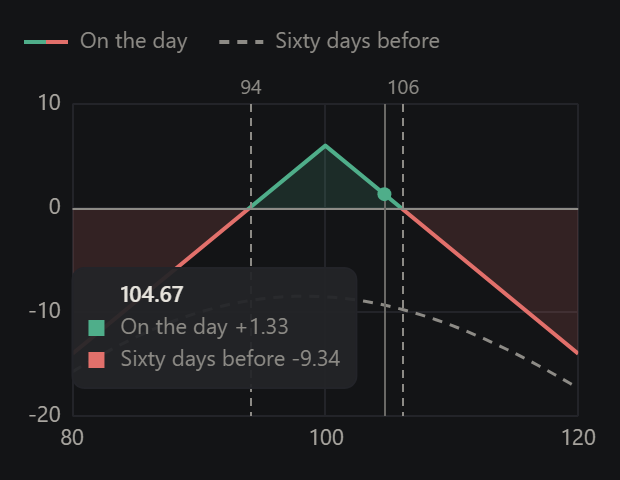 On the day Sixty days before
94 106
10
0
104.67
On the day +1.33
-10
Sixty days before -9.34
-20
80 100 120